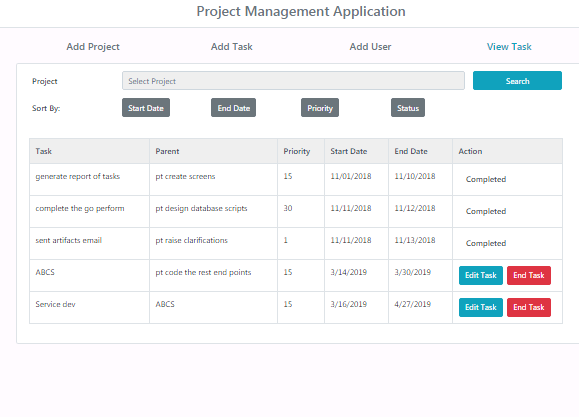 Project Management Application
Add Project Add Task Add User View Task
Project Select Project Search
Sort By: Start Date End Date Priority Status
Task Parent Priority Start Date End Date Action
generate report of tasks pt create screens 15 11/01/2018 11/10/2018 Completed
complete the go perform pt design database scripts 30 11/11/2018 11/12/2018 Completed
sent artifacts email pt raise clarifications 1 11/11/2018 11/13/2018 Completed
ABCS pt code the rest end points 15 3/14/2019 3/30/2019 Edit Task End Task
Service dev ABCS 15 3/16/2019 4/27/2019 Edit Task End Task